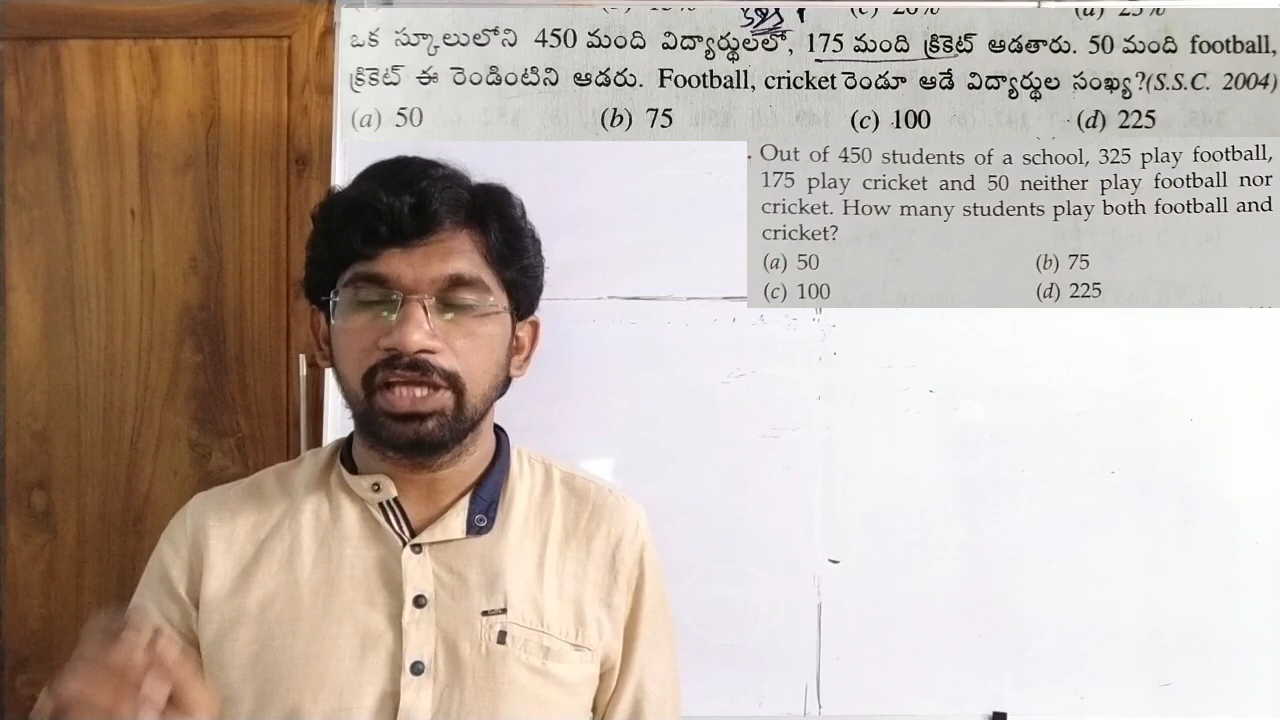 325
ఒక స్కూలులోని 450 మంది విద్యార్థులలో, 175 మంది క్రికెట్ ఆడతారు. 50 మంది football,
క్రికెట్ ఈ రెండింటిని ఆడరు. Football, cricket రెండూ ఆడే విద్యార్థుల సంఖ్య?(S.S.C. 2004)
(a) 50 (b) 75 (c) 100 (d) 225
Out of 450 students of a school, 325 play football,
175 play cricket and 50 neither play football nor
cricket. How many students play both football and
cricket?
(a) 50 (b) 75
(c) 100 (d) 225